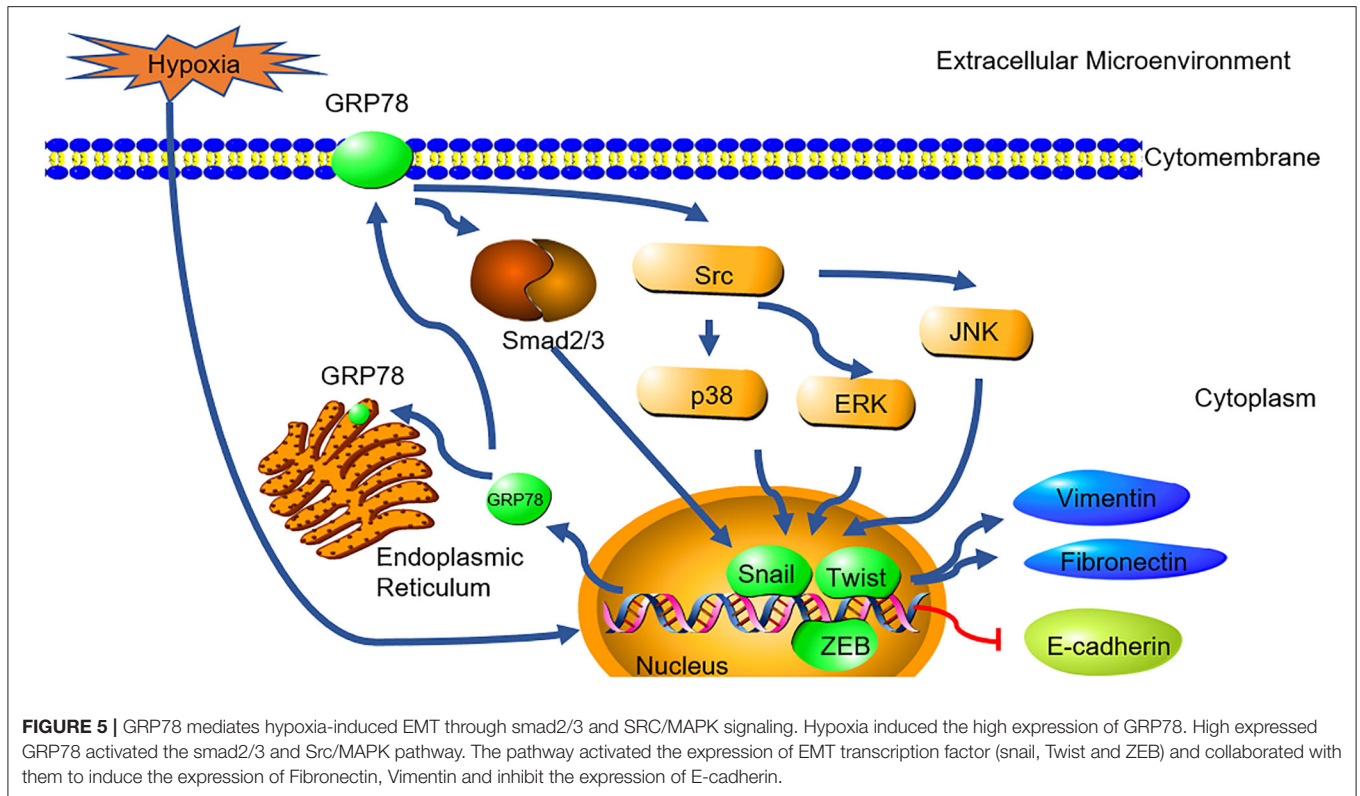 Hypoxia
Extracellular Microenvironment
GRP78
Cytomembrane
Src
Smad2/3
JNK
GRP78
p38
ERK
Cytoplasm
GRP78
Vimentin
Endoplasmic
Reticulum
Snail
Twist
Fibronectin
ZEB
E-cadherin
Nucleus
FIGURE 5 | GRP78 mediates hypoxia-induced EMT through smad2/3 and SRC/MAPK signaling. Hypoxia induced the high expression of GRP78. High expressed
GRP78 activated the smad2/3 and Src/MAPK pathway. The pathway activated the expression of EMT transcription factor (snail, Twist and ZEB) and collaborated with
them to induce the expression of Fibronectin, Vimentin and inhibit the expression of E-cadherin.